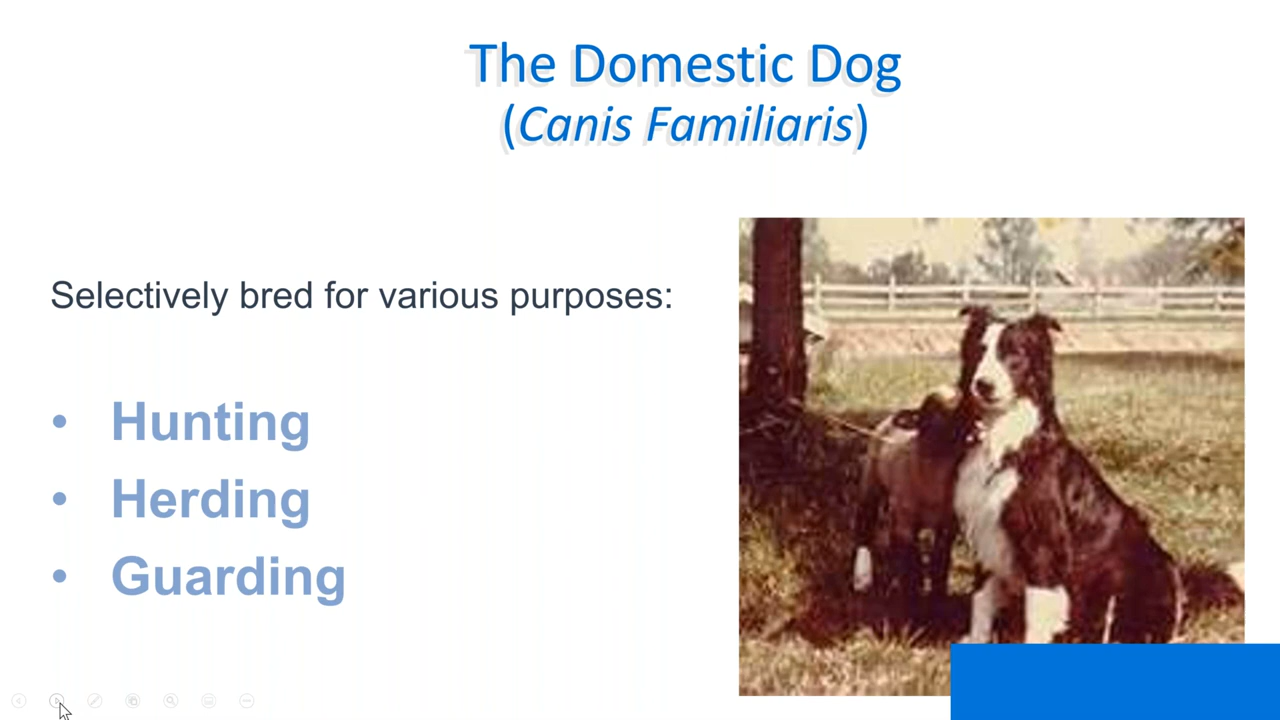 The Domestic Dog
(Canis Familiaris)
Selectively bred for various purposes:
• Hunting
• Herding
• Guarding